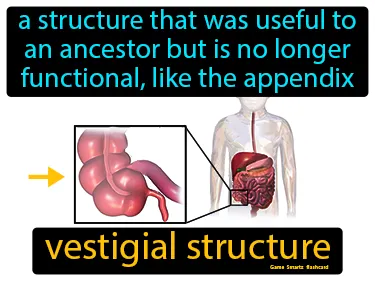 a structure that was useful to
an ancestor but is no longer
functional, like the appendix
vestigial structure
Game Smartz flashcard